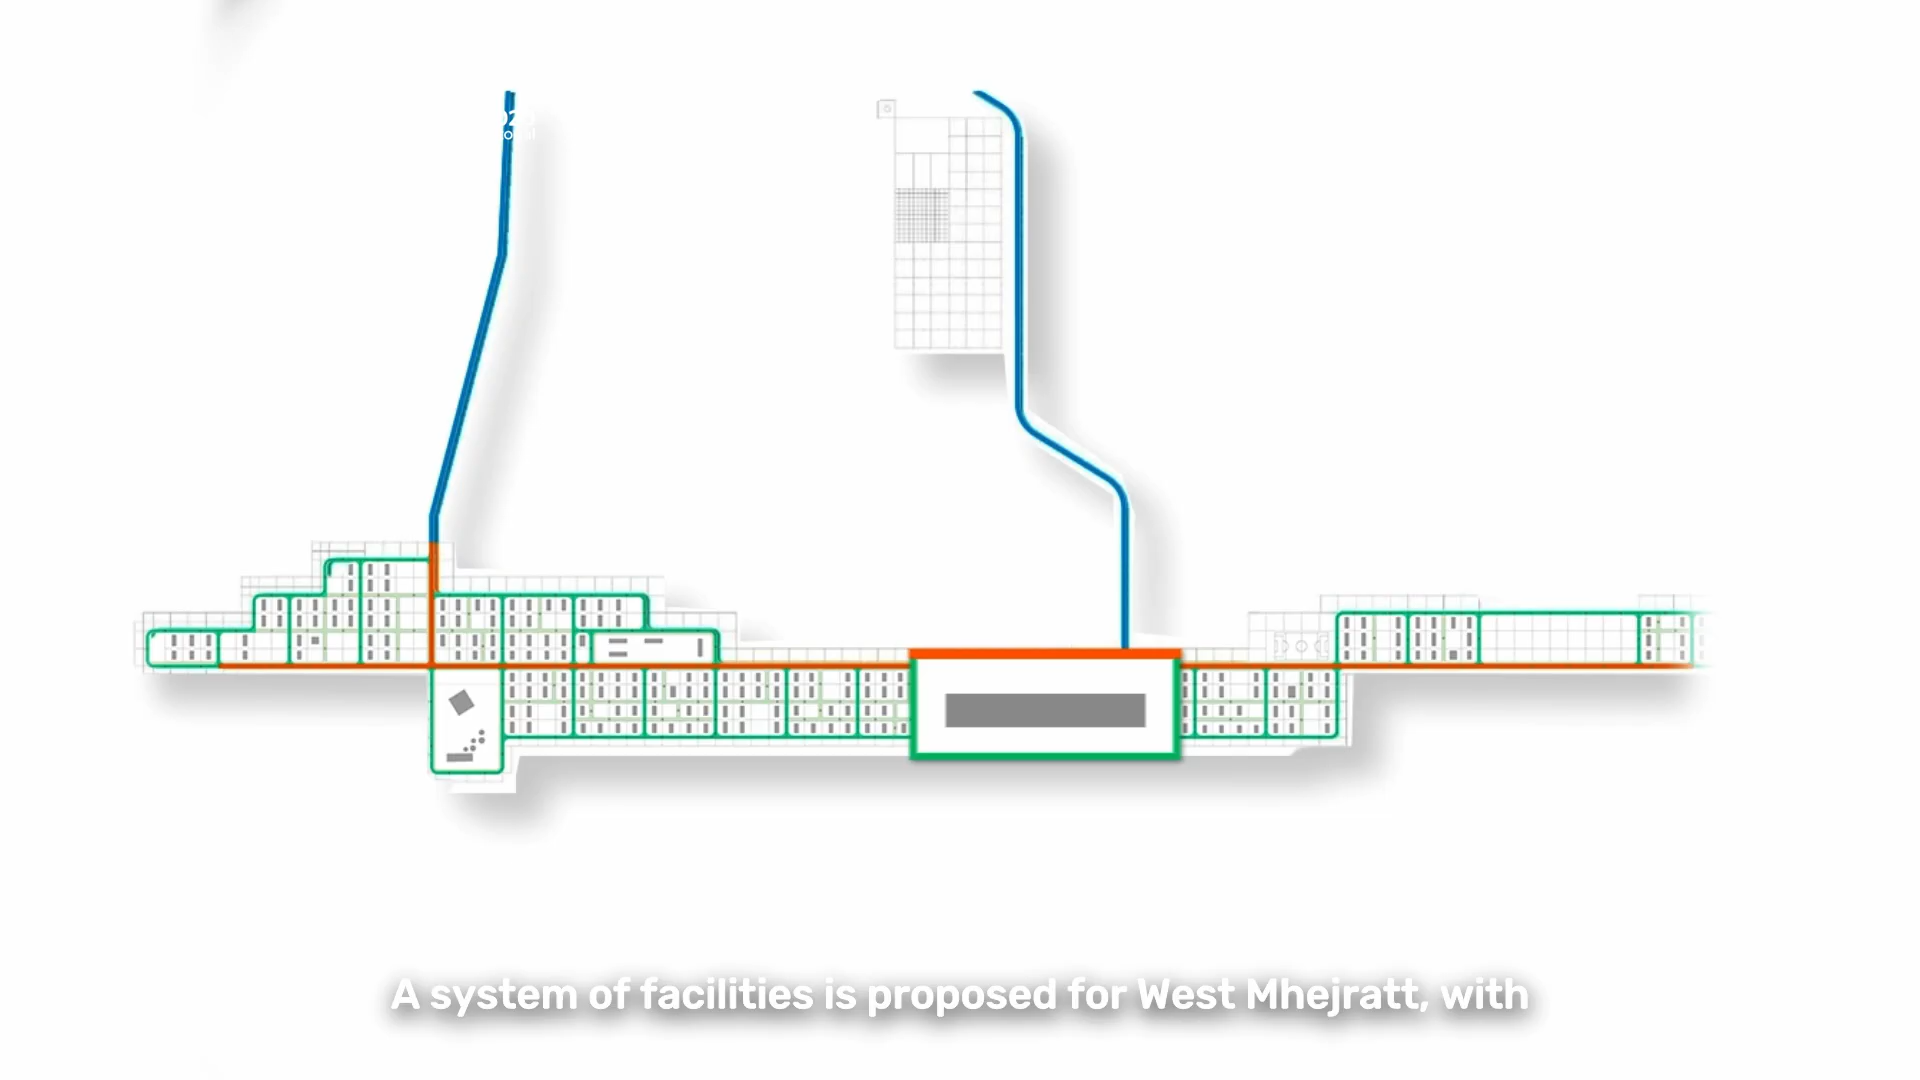 A system of facilities is proposed for West Mhejratt, with